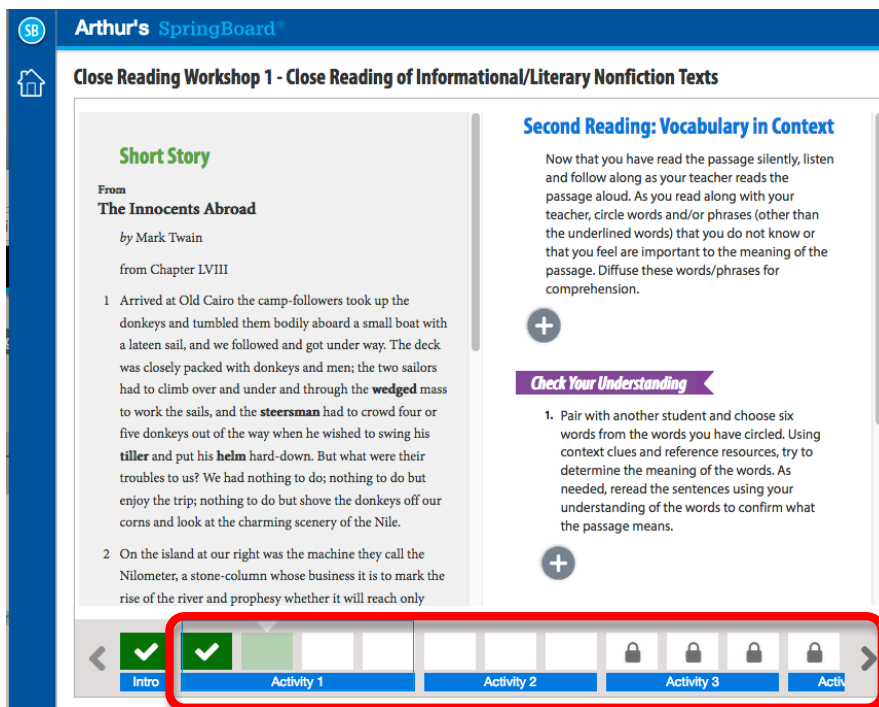 SB
Arthur's SpringBoard®
Close Reading Workshop 1 - Close Reading of Informational/Literary Nonfiction Texts
Short Story
From
The Innocents Abroad
by Mark Twain
from Chapter LVIII
1 Arrived at Old Cairo the camp-followers took up the
donkeys and tumbled them bodily aboard a small boat with
a lateen sail, and we followed and got under way. The deck
was closely packed with donkeys and men; the two sailors
had to climb over and under and through the wedged mass
to work the sails, and the steersman had to crowd four or
five donkeys out of the way when he wished to swing his
tiller and put his helm hard-down. But what were their
troubles to us? We had nothing to do; nothing to do but
enjoy the trip; nothing to do but shove the donkeys off our
corns and look at the charming scenery of the Nile.
2 On the island at our right was the machine they call the
Nilometer, a stone-column whose business it is to mark the
rise of the river and prophesy whether it will reach only
Second Reading: Vocabulary in Context
Now that you have read the passage silently, listen
and follow along as your teacher reads the
passage aloud. As you read along with your
teacher, circle words and/or phrases (other than
the underlined words) that you do not know or
that you feel are important to the meaning of the
passage. Diffuse these words/phrases for
comprehension.
Check Your Understanding
1. Pair with another student and choose six
words from the words you have circled. Using
context clues and reference resources, try to
determine the meaning of the words. As
needed, reread the sentences using your
understanding of the words to confirm what
the passage means.
Intro
Activity 1
Activity 2
Activity 3
Activ